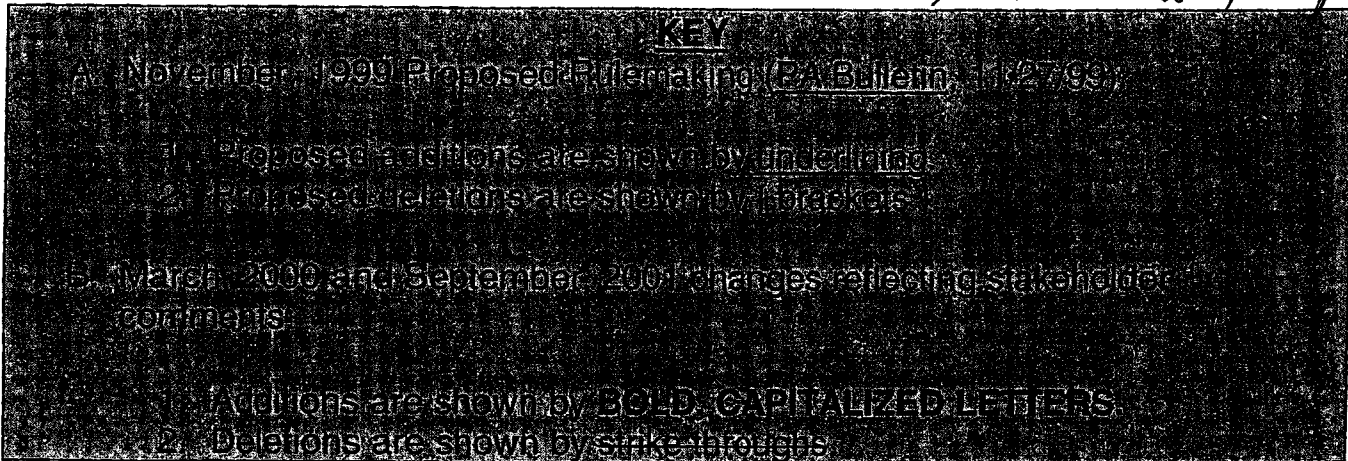 KEY
A. November, 1999 Proposed Rulemaking (PA Bulletin 11/27/99)
1. Proposed additions are shown by underlining
2. Proposed deletions are shown by [brackets]
B. March, 2000 and September, 2001 changes reflecting stakeholder
comments
1. Additions are shown by BOLD, CAPITALIZED LETTERS.
2. Deletions are shown by strike-throughs